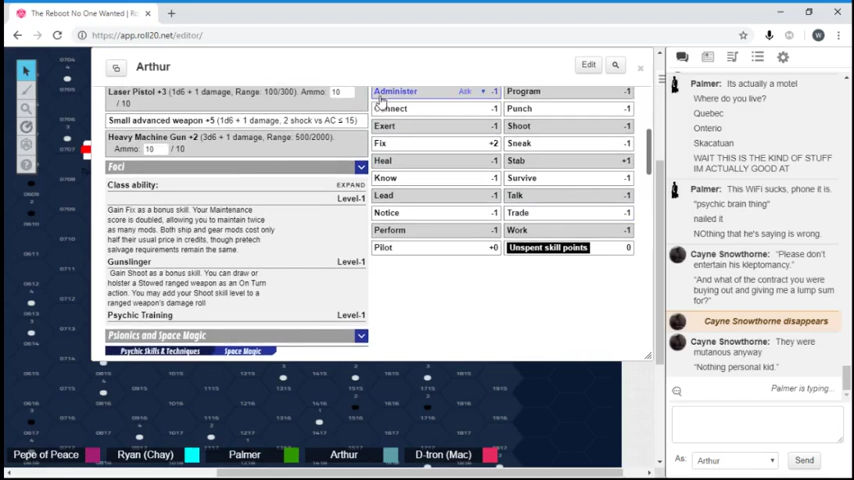 The Reboot No One Wanted | Ro
https://app.roll20.net/editor/
Arthur
Edit
Laser Pistol +3 (1d6 + 1 damage, Range: 100/300). Ammo: 10
/ 10
Small advanced weapon +5 (1d6 + 1 damage, 2 shock vs AC ≤ 15)
Heavy Machine Gun +2 (3d6 + 1 damage, Range: 500/2000).
Ammo: 10 / 10
Foci
Class ability: EXPAND
Level-1
Gain Fix as a bonus skill. Your Maintenance
score is doubled, allowing you to maintain twice
as many mods. Both ship and gear mods cost only
half their usual price in credits, though pretech
salvage requirements remain the same.
Gunslinger Level-1
Gain Shoot as a bonus skill. You can draw or
holster a Stowed ranged weapon as an On Turn
action. You may add your Shoot skill level to a
ranged weapon's damage roll
Psychic Training Level-1
Psionics and Space Magic
Psychic Skills & Techniques Space Magic
Administer -1 Program -1
Connect -1 Punch -1
Exert -1 Shoot -1
Fix +2 Sneak -1
Heal -1 Stab +1
Know -1 Survive -1
Lead -1 Talk -1
Notice -1 Trade -1
Perform -1 Work -1
Pilot +0 Unspent skill points 0
Palmer: Its actually a motel
Where do you live?
Quebec
Onterio
Skacatuan
WAIT THIS IS THE KIND OF STUFF
IM ACTUALLY GOOD AT
Palmer: This WiFi sucks, phone it is.
"psychic brain thing"
nailed it
NOthing that he's saying is wrong.
Cayne Snowthorne: "Please don't
entertain his kleptomancy."
"And what of the contract you were
buying out and giving me a lump sum
for?"
Cayne Snowthorne disappears
Cayne Snowthorne: They were
mutanous anyway
"Nothing personal kid."
Palmer is typing...
As: Arthur Send
Pepe of Peace Ryan (Chay) Palmer Arthur D-tron (Mac)